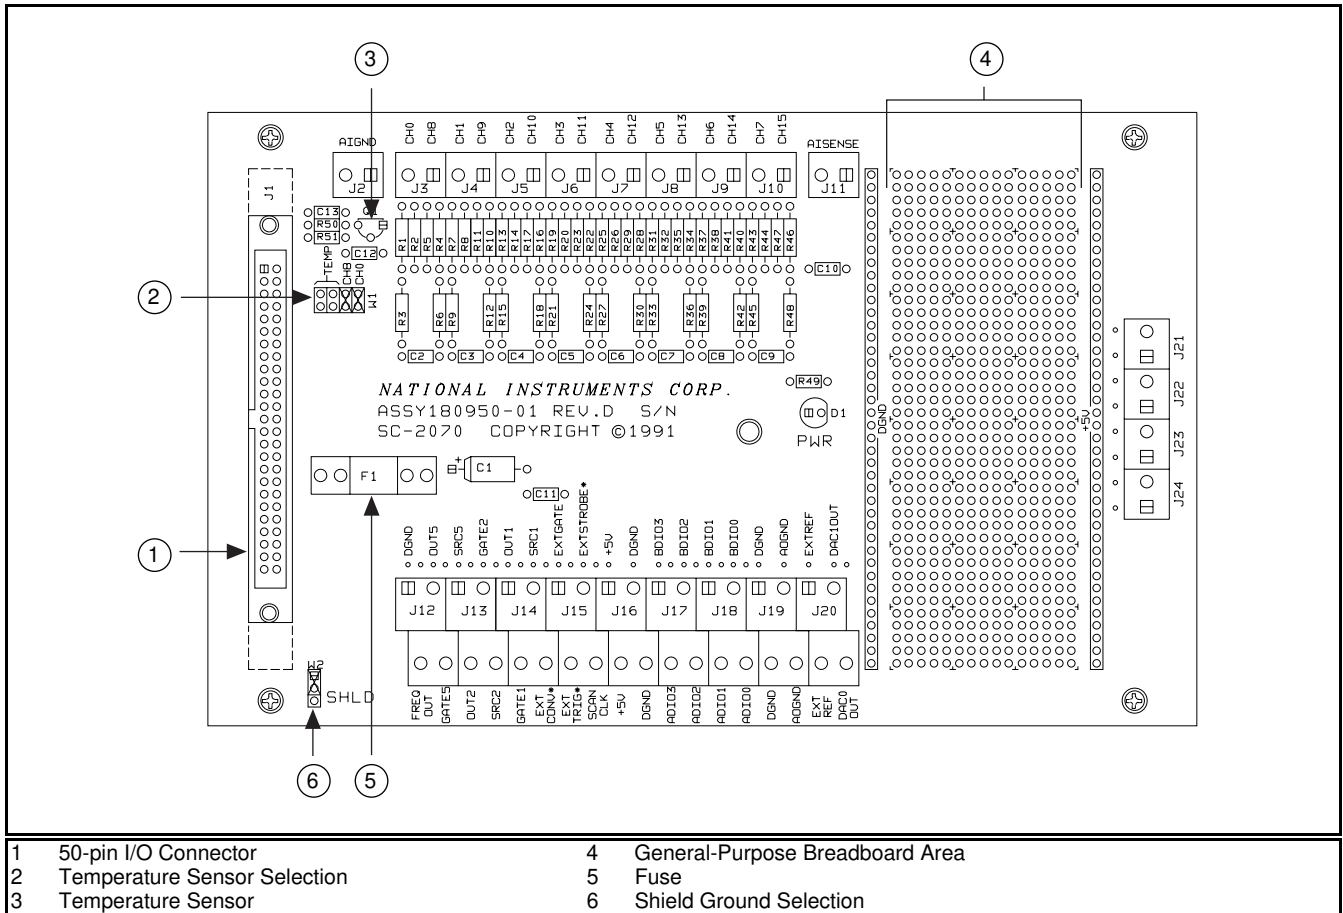 3
4
CH0 CH8 CH1 CH9 CH2 CH10 CH3 CH11 CH4 CH12 CH5 CH13 CH6 CH14 CH7 CH15
AIGND
AISENSE
J1
J2 J3 J4 J5 J6 J7 J8 J9 J10 J11
C13
R50
R51
C12
R1 R2 R5 R4 R7 R8 R11 R10 R13 R14 R17 R16 R19 R20 R23 R22 R25 R26 R29 R28 R31 R32 R35 R34 R37 R38 R41 R40 R43 R44 R47 R46
C10
TEMP
CH8
CH0
W1
2
R3 R6 R9 R12 R15 R18 R21 R24 R27 R30 R33 R36 R39 R42 R45 R48
C2 C3 C4 C5 C6 C7 C8 C9
J21
J22
J23
J24
NATIONAL INSTRUMENTS CORP.
ASSY180950-01 REV.D S/N
SC-2070 COPYRIGHT ©1991
R49
D1
PWR
DGND
+5V
F1
+
C1
C11
1
DGND OUT5 SRC5 GATE2 OUT1 SRC1 EXTGATE EXTSTROBE* +5V DGND BDIO3 BDIO2 BDIO1 BDIO0 DGND AOGND EXTREF DAC1OUT
J12 J13 J14 J15 J16 J17 J18 J19 J20
W2
SHLD
FREQ OUT GATE5 OUT2 SRC2 GATE1 EXT CONV* EXT TRIG* SCAN CLK +5V DGND ADIO3 ADIO2 ADIO1 ADIO0 DGND AOGND EXT REF DAC0 OUT
6
5
1 50-pin I/O Connector
2 Temperature Sensor Selection
3 Temperature Sensor
4 General-Purpose Breadboard Area
5 Fuse
6 Shield Ground Selection